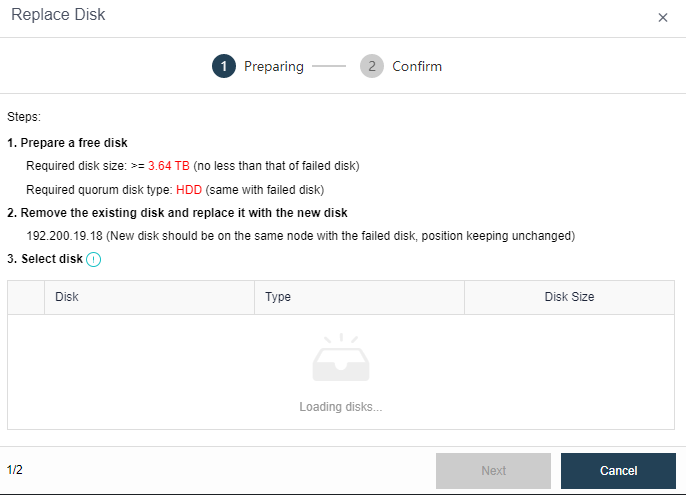 Replace Disk
×
1 Preparing 2 Confirm
Steps:
1. Prepare a free disk
Required disk size: >= 3.64 TB (no less than that of failed disk)
Required quorum disk type: HDD (same with failed disk)
2. Remove the existing disk and replace it with the new disk
192.200.19.18 (New disk should be on the same node with the failed disk, position keeping unchanged)
3. Select disk !
Disk Type Disk Size
Loading disks...
1/2 Next Cancel